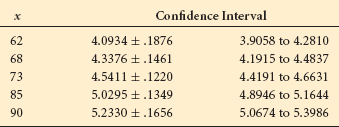 x Confidence Interval
62 4.0934 ± .1876 3.9058 to 4.2810
68 4.3376 ± .1461 4.1915 to 4.4837
73 4.5411 ± .1220 4.4191 to 4.6631
85 5.0295 ± .1349 4.8946 to 5.1644
90 5.2330 ± .1656 5.0674 to 5.3986